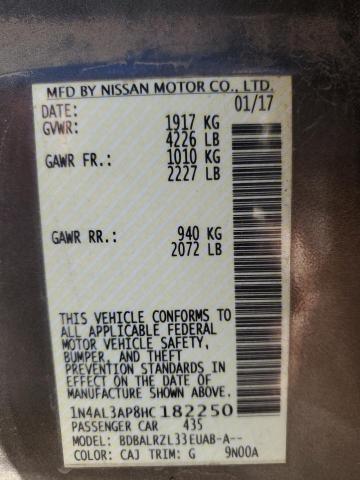 MFD BY NISSAN MOTOR CO., LTD.
DATE: 01/17
GVWR: 1917 KG
4226 LB
GAWR FR.: 1010 KG
2227 LB
GAWR RR.: 940 KG
2072 LB
THIS VEHICLE CONFORMS TO
ALL APPLICABLE FEDERAL
MOTOR VEHICLE SAFETY,
BUMPER, AND THEFT
PREVENTION STANDARDS IN
EFFECT ON THE DATE OF
MANUFACTURE SHOWN ABOVE.
1N4AL3AP8HC 182250
PASSENGER CAR 435
MODEL: BDBALRZL33EUAB-A--
COLOR: CAJ TRIM: G 9N00A